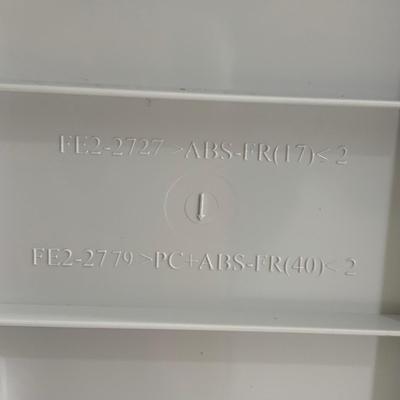 FE2-2727 >ABS-FR(17)< 2
FE2-2779 >PC+ABS-FR(40)< 2